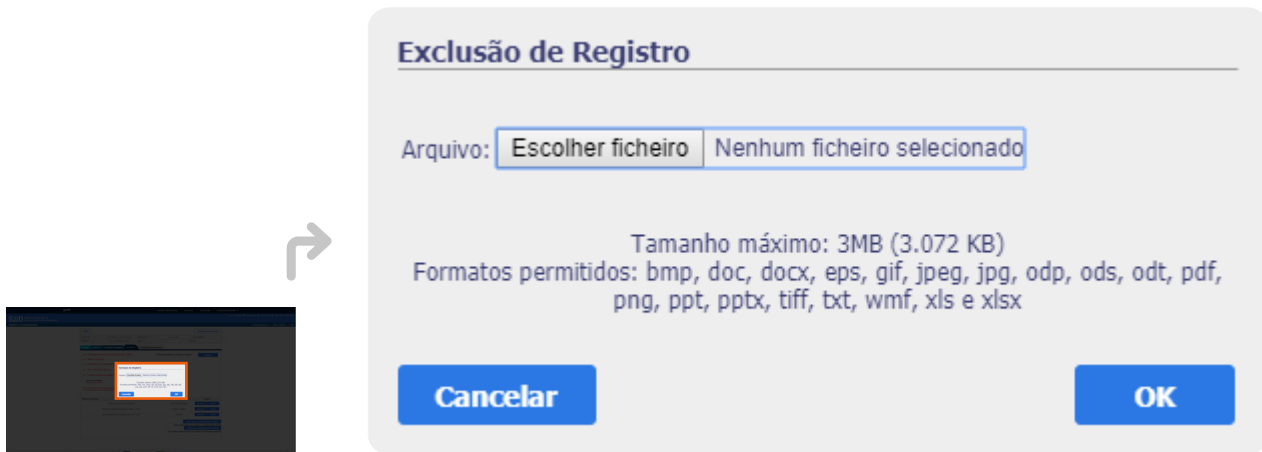 Exclusão de Registro
Arquivo: Escolher ficheiro Nenhum ficheiro selecionado
Tamanho máximo: 3MB (3.072 KB)
Formatos permitidos: bmp, doc, docx, eps, gif, jpeg, jpg, odp, ods, odt, pdf,
png, ppt, pptx, tiff, txt, wmf, xls e xlsx
Cancelar OK